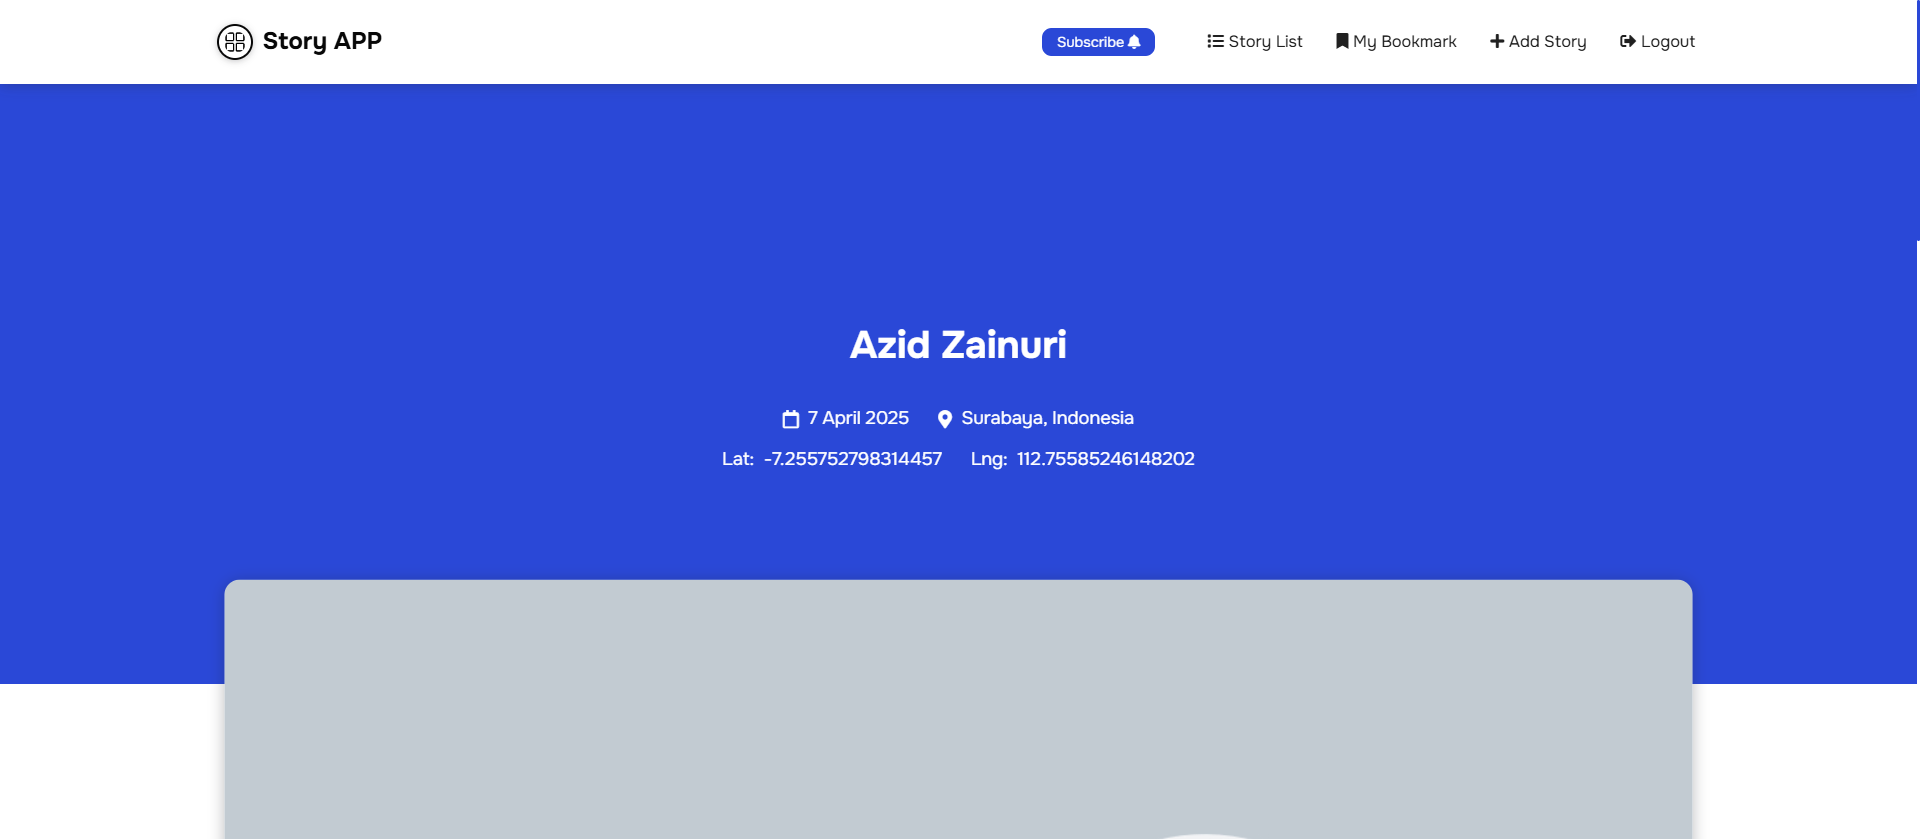 Story APP
Subscribe
Story List
My Bookmark
Add Story
Logout
Azid Zainuri
7 April 2025
Surabaya, Indonesia
Lat: -7.255752798314457
Lng: 112.75585246148202